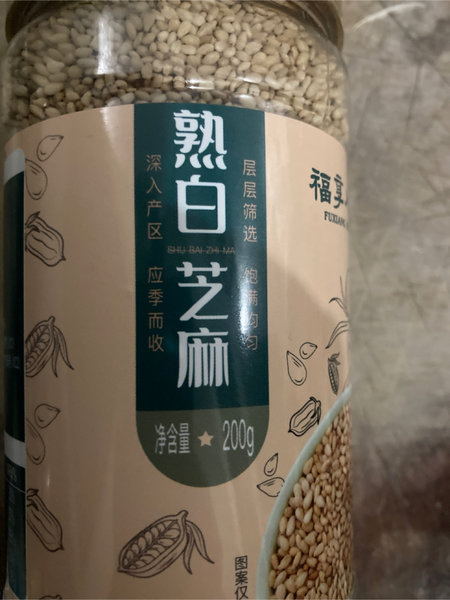 熟白芝麻
SHU BAI ZHI MA
深入产区 应季而收
层层筛选 饱满均匀
净含量 ★ 200g
福享
FUXIANG
图案仅